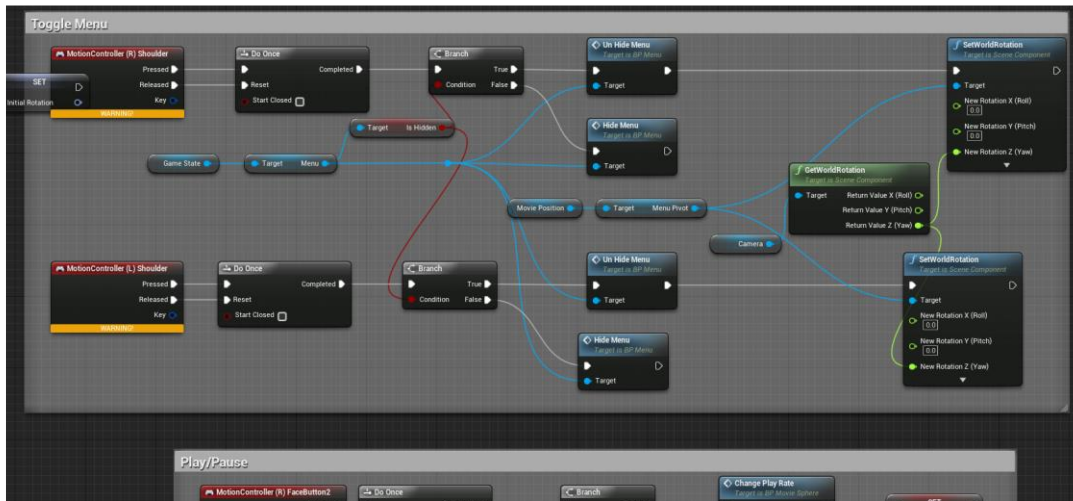 Toggle Menu
SET
Initial Rotation
MotionController (R) Shoulder
Pressed
Released
Key
WARNING!
Do Once
Completed
Reset
Start Closed
Branch
True
Condition
False
Un Hide Menu
Target is BP Menu
Target
Hide Menu
Target is BP Menu
Target
SetWorldRotation
Target is Scene Component
Target
New Rotation X (Roll)
0.0
New Rotation Y (Pitch)
0.0
New Rotation Z (Yaw)
Target Is Hidden
Game State
Target Menu
Movie Position
Target Menu Pivot
Camera
GetWorldRotation
Target is Scene Component
Target Return Value X (Roll)
Return Value Y (Pitch)
Return Value Z (Yaw)
MotionController (L) Shoulder
Pressed
Released
Key
WARNING!
Do Once
Completed
Reset
Start Closed
Branch
True
Condition
False
Un Hide Menu
Target is BP Menu
Target
Hide Menu
Target is BP Menu
Target
SetWorldRotation
Target is Scene Component
Target
New Rotation X (Roll)
0.0
New Rotation Y (Pitch)
0.0
New Rotation Z (Yaw)
Play/Pause
MotionController (R) FaceButton2
Do Once
Branch
Change Play Rate
Target is BP Movie Sphere
SET